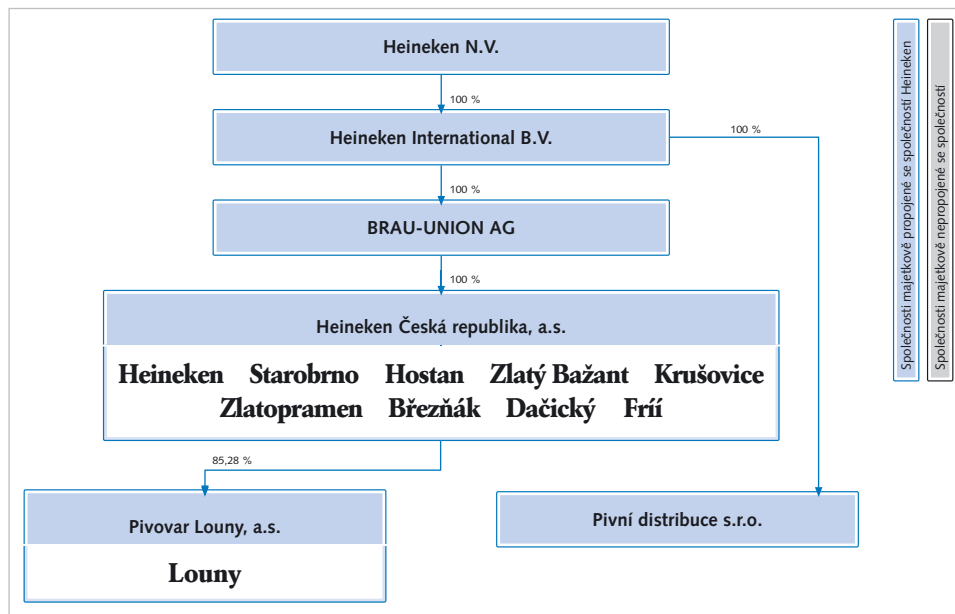 Heineken N.V.
100 %
Heineken International B.V.
100 %
100 %
BRAU-UNION AG
100 %
Heineken Česká republika, a.s.
Heineken Starobrno Hostan Zlatý Bažant Krušovice
Zlatopramen Březňák Dačický Fríí
85,28 %
Pivovar Louny, a.s.
Louny
Pivní distribuce s.r.o.
Společnosti majetkově propojené se společností Heineken
Společnosti majetkově nepropojené se společností